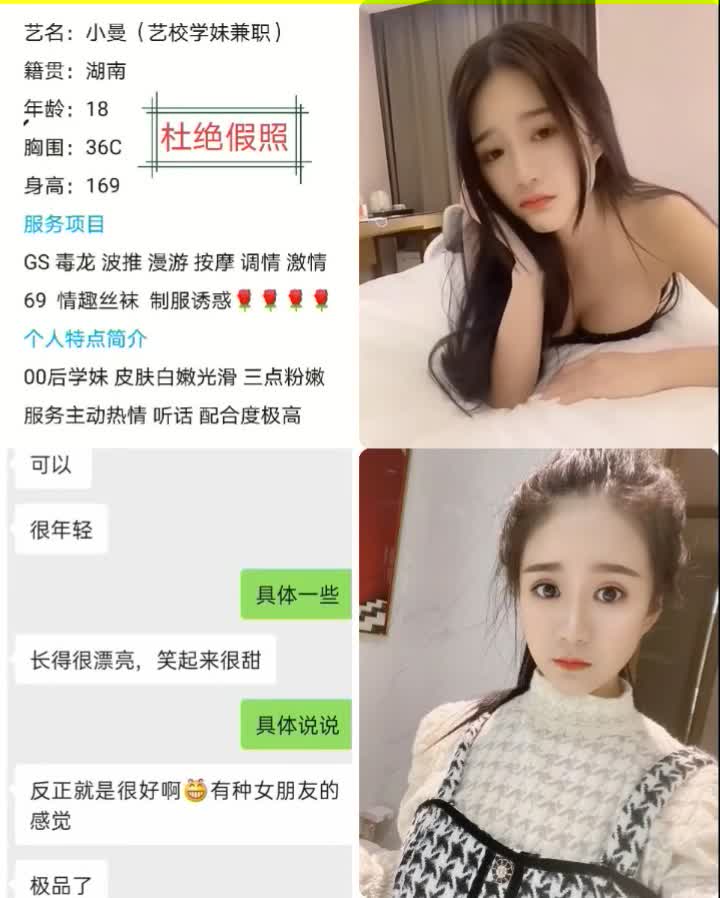 艺名：小曼（艺校学妹兼职）
籍贯：湖南
年龄：18
胸围：36C
身高：169
杜绝假照
服务项目
GS 毒龙 波推 漫游 按摩 调情 激情
69 情趣丝袜 制服诱惑🌹🌹🌹🌹
个人特点简介
00后学妹 皮肤白嫩光滑 三点粉嫩
服务主动热情 听话 配合度极高
可以
很年轻
具体一些
长得很漂亮，笑起来很甜
具体说说
反正就是很好啊😁有种女朋友的
感觉
极品了